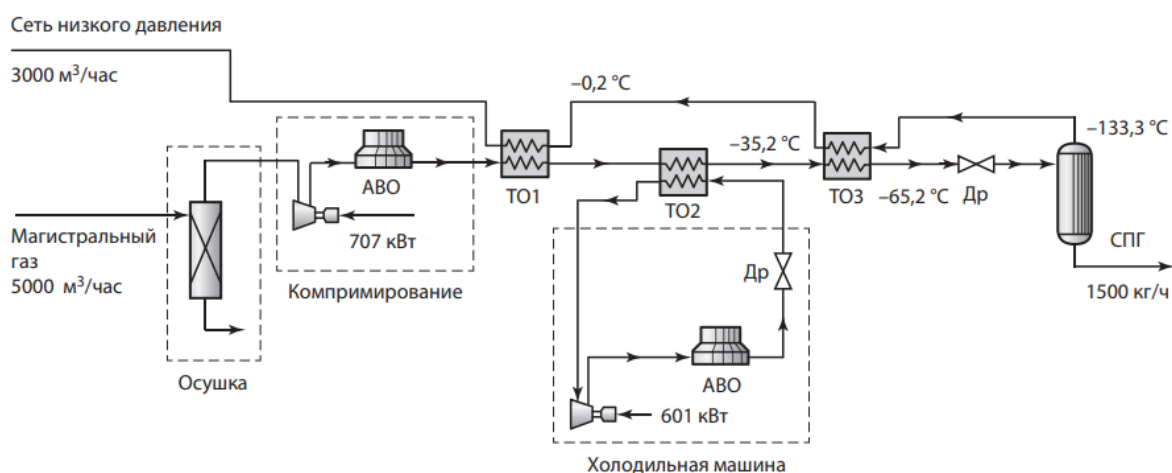 Сеть низкого давления
3000 м³/час
–0,2 °C
–133,3 °C
АВО
–35,2 °C
ТО1
ТО2
ТО3
–65,2 °C
Др
707 кВт
Магистральный
газ
5000 м³/час
СПГ
Др
Компримирование
1500 кг/ч
АВО
Осушка
601 кВт
Холодильная машина